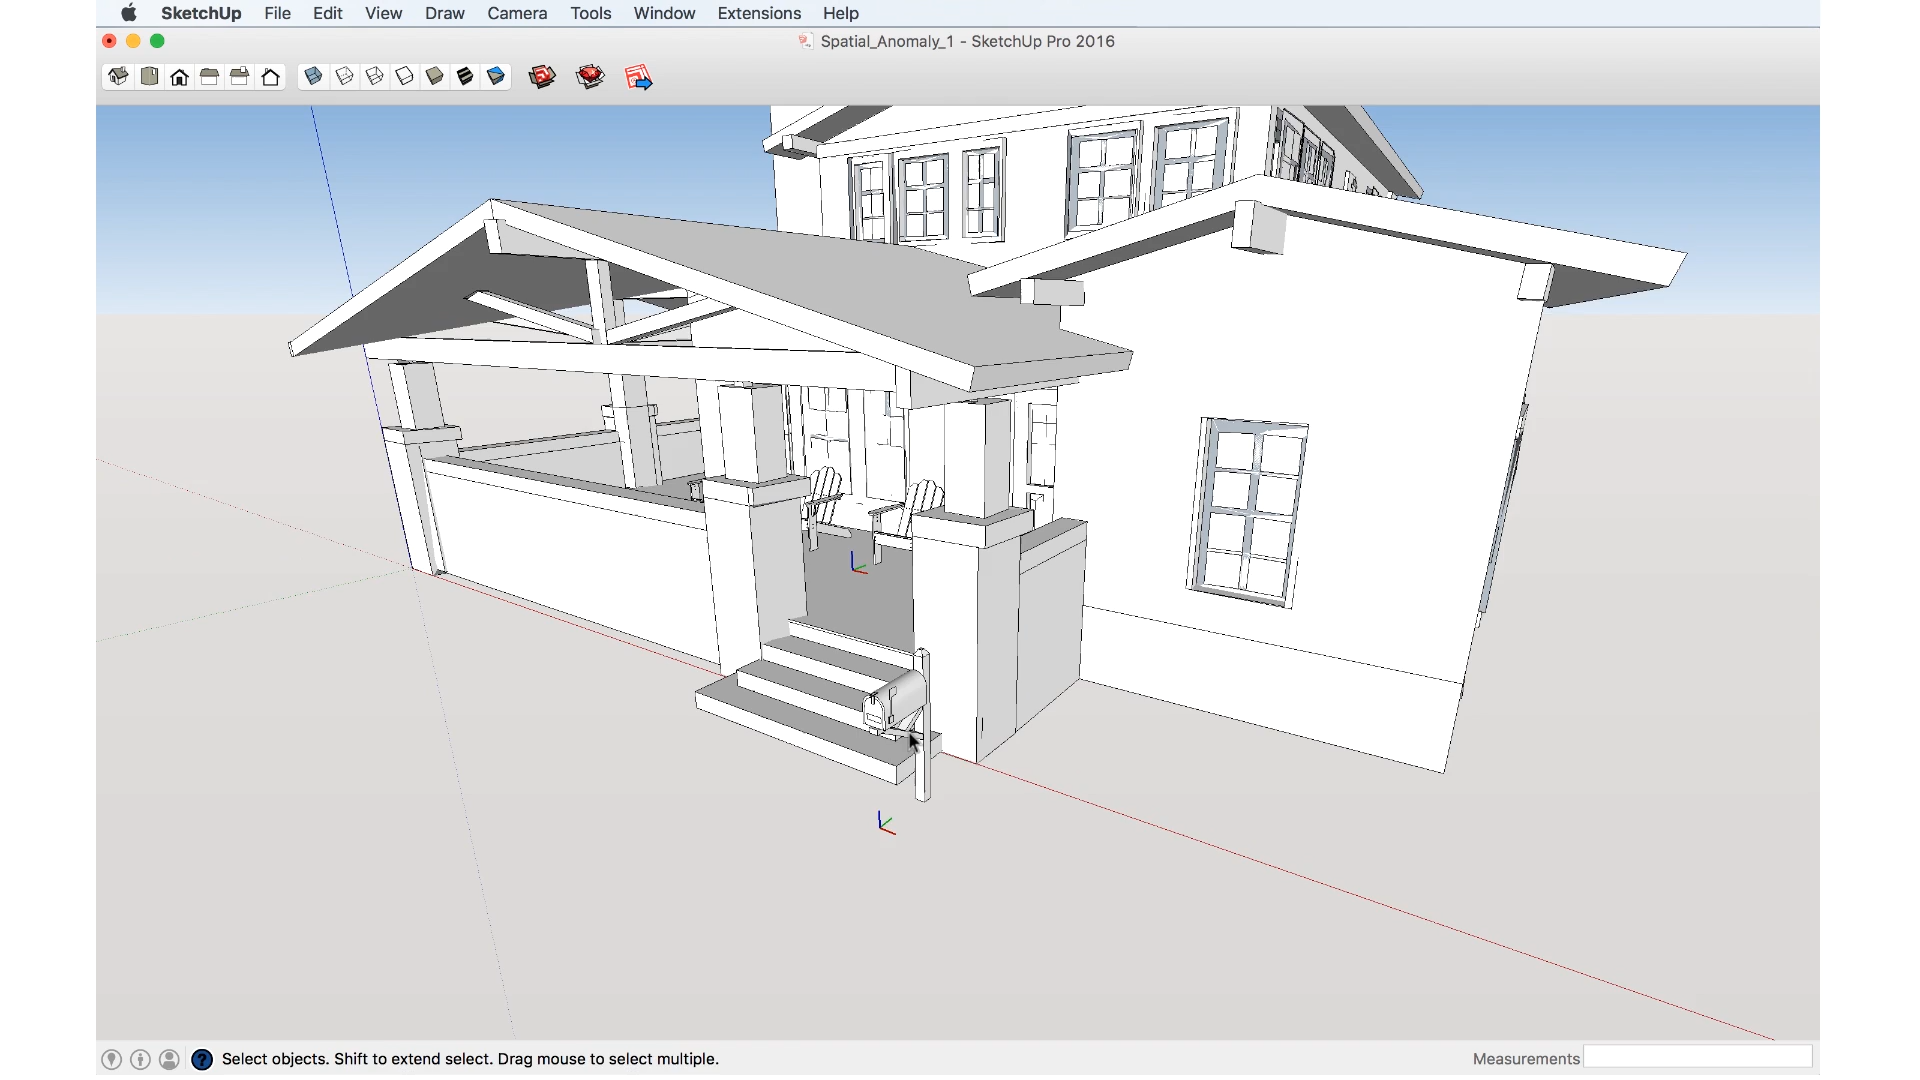 SketchUp File Edit View Draw Camera Tools Window Extensions Help
Spatial_Anomaly_1 - SketchUp Pro 2016
Select objects. Shift to extend select. Drag mouse to select multiple.
Measurements